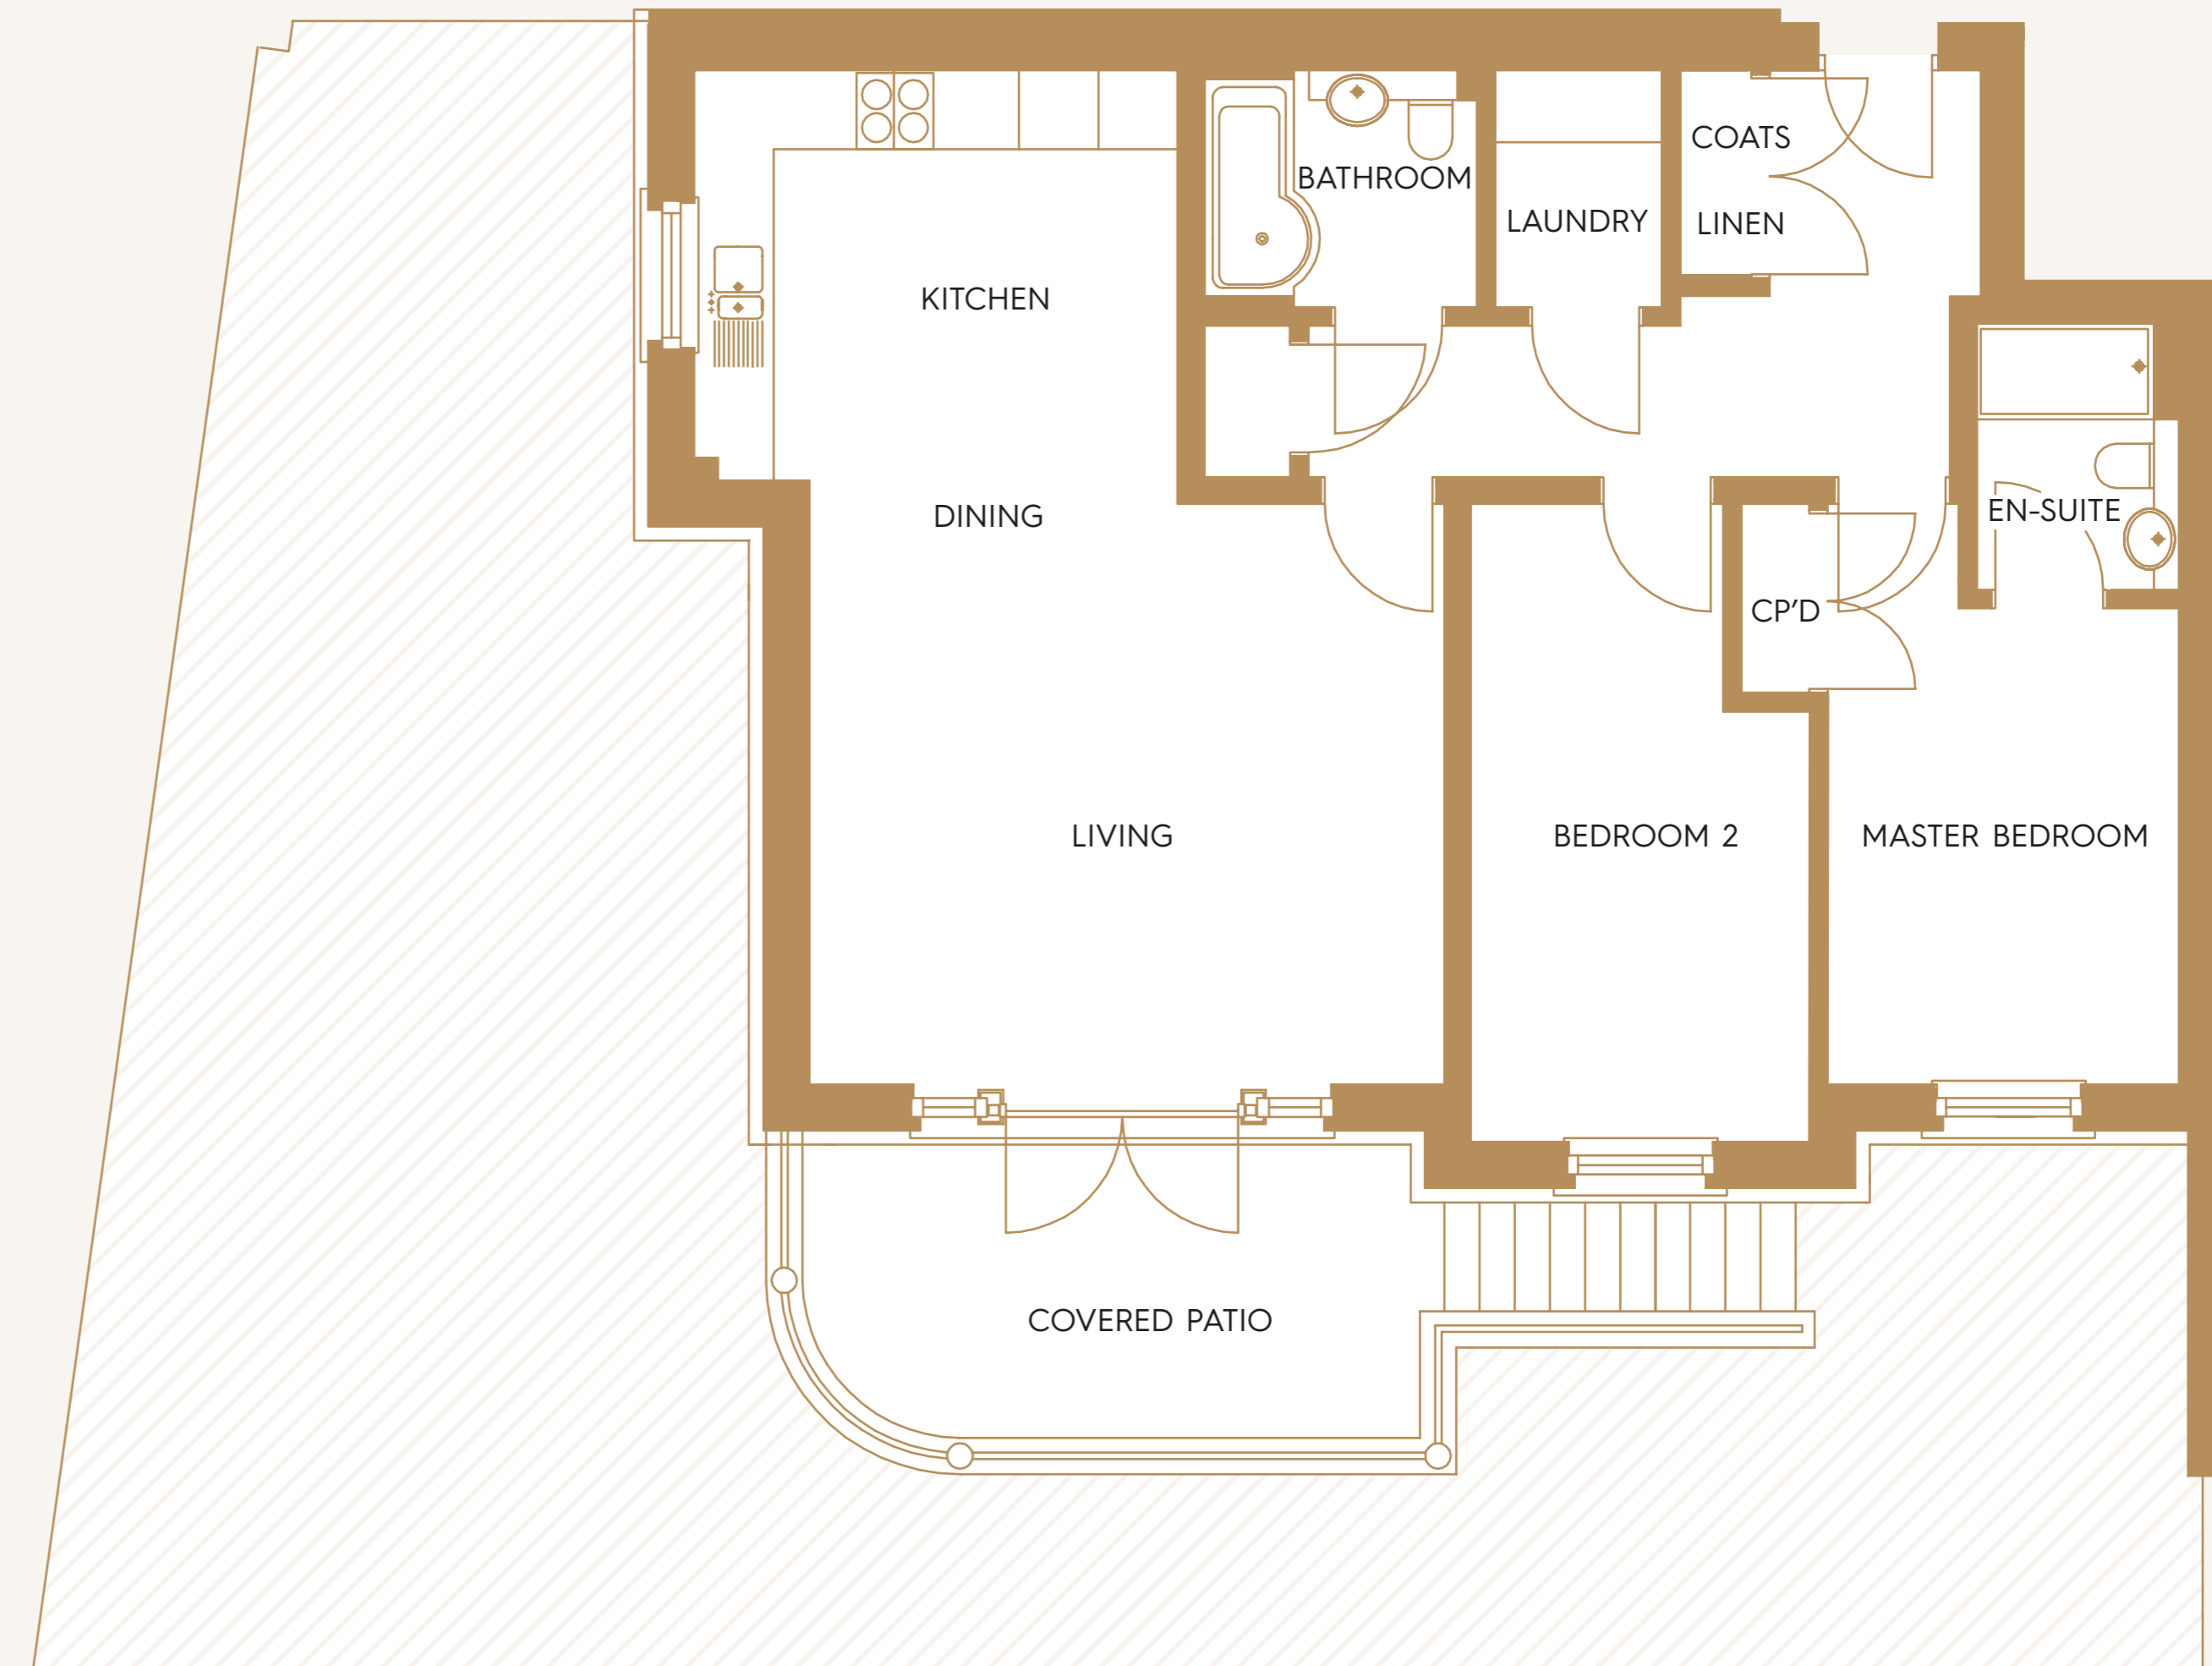 COATS
BATHROOM
LAUNDRY
LINEN
KITCHEN
EN-SUITE
DINING
CP'D
LIVING
BEDROOM 2
MASTER BEDROOM
COVERED PATIO